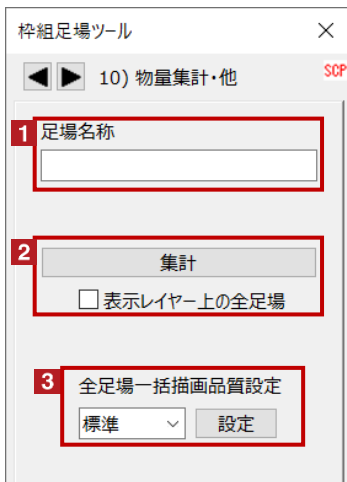 枠組足場ツール
10) 物量集計・他
SCP
1
足場名称
2
集計
表示レイヤー上の全足場
3
全足場一括描画品質設定
標準 設定